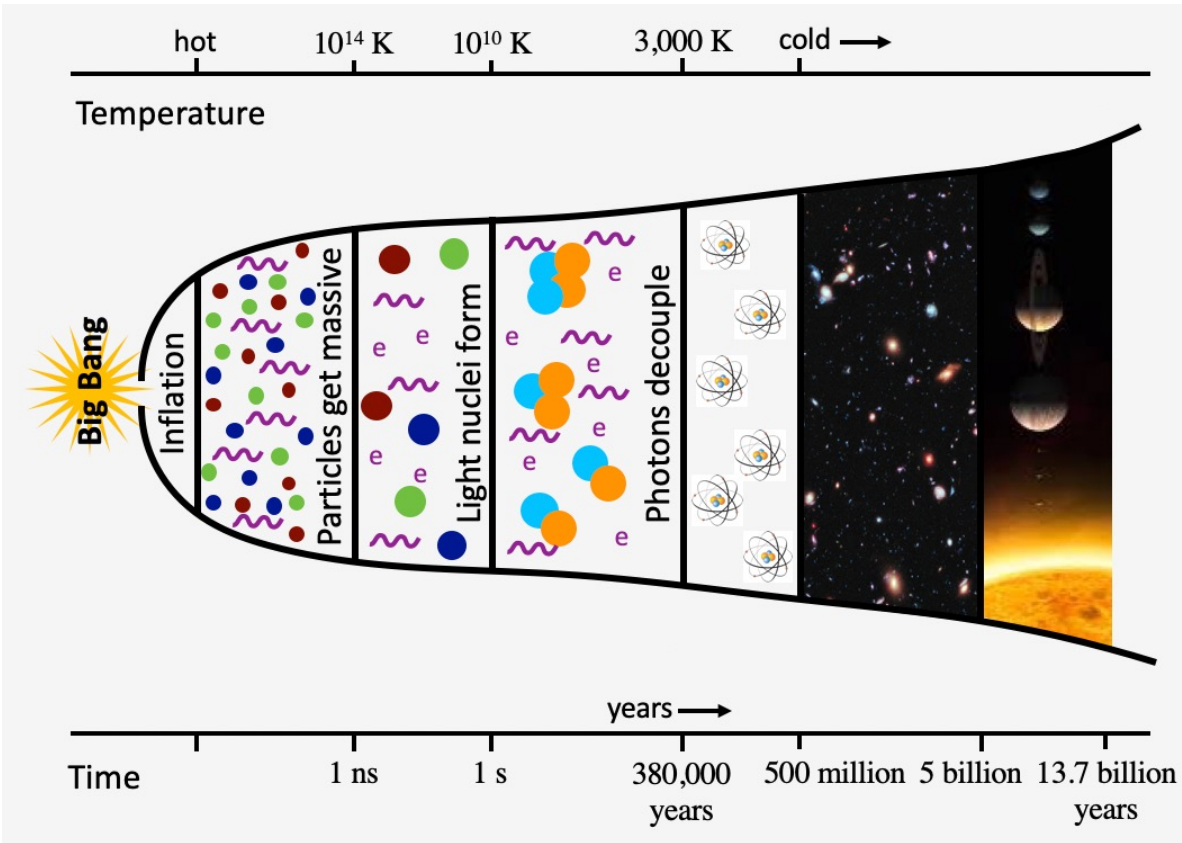 hot 10¹⁴ K 10¹⁰ K 3,000 K cold
Temperature
Big Bang
Inflation
Particles get massive
Light nuclei form
Photons decouple
e
e
e
e
e
e
e
e
e
e
years
Time 1 ns 1 s 380,000 500 million 5 billion 13.7 billion
years years